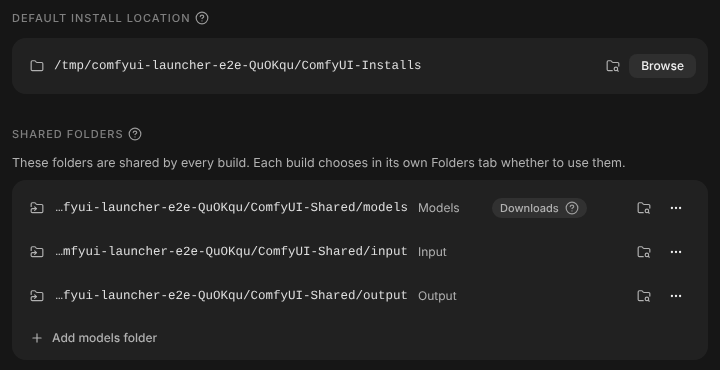 DEFAULT INSTALL LOCATION
/tmp/comfyui-launcher-e2e-QuOKqu/ComfyUI-Installs Browse
SHARED FOLDERS
These folders are shared by every build. Each build chooses in its own Folders tab whether to use them.
…fyui-launcher-e2e-QuOKqu/ComfyUI-Shared/models Models Downloads
…mfyui-launcher-e2e-QuOKqu/ComfyUI-Shared/input Input
…fyui-launcher-e2e-QuOKqu/ComfyUI-Shared/output Output
+ Add models folder